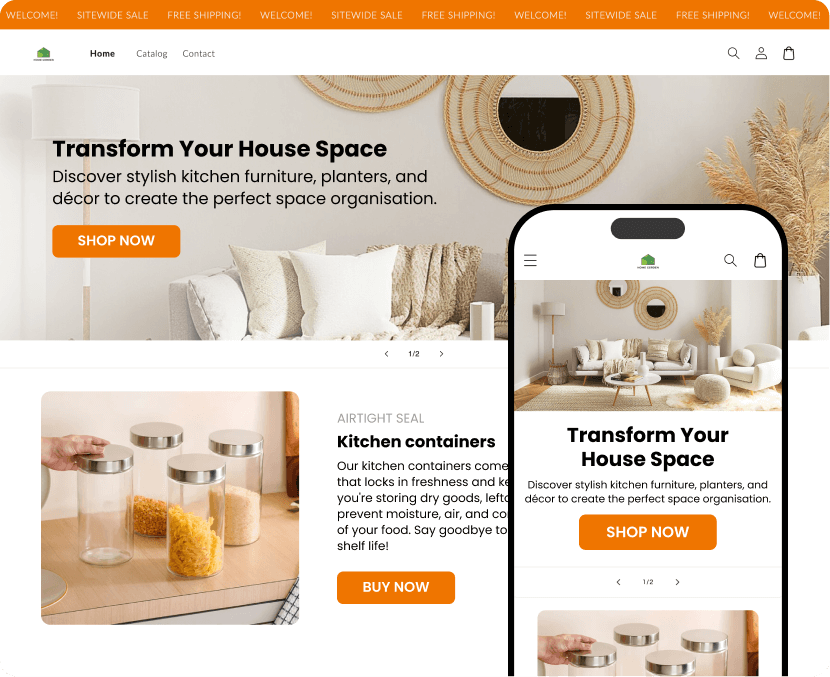 WELCOME! SITEWIDE SALE FREE SHIPPING! WELCOME! SITEWIDE SALE FREE SHIPPING! WELCOME! SITEWIDE SALE FREE SHIPPING! WELCOME!
Home Catalog Contact
Transform Your House Space
Discover stylish kitchen furniture, planters, and
décor to create the perfect space organisation.
SHOP NOW
1/2
AIRTIGHT SEAL
Kitchen containers
Our kitchen containers come
that locks in freshness and
you're storing dry goods,
prevent moisture, air, and
of your food. Say goodbye to
shelf life!
BUY NOW
HOME GARDEN
Transform Your
House Space
Discover stylish kitchen furniture, planters, and
décor to create the perfect space organisation.
SHOP NOW
1/2